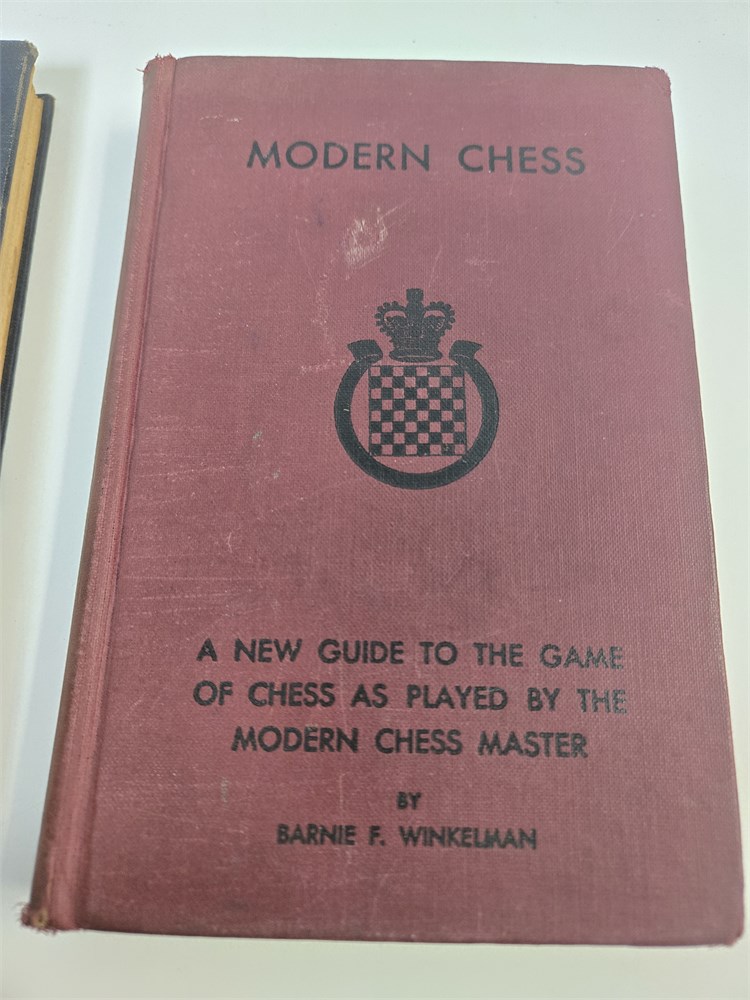 MODERN CHESS
A NEW GUIDE TO THE GAME
OF CHESS AS PLAYED BY THE
MODERN CHESS MASTER
BY
BARNIE F. WINKELMAN